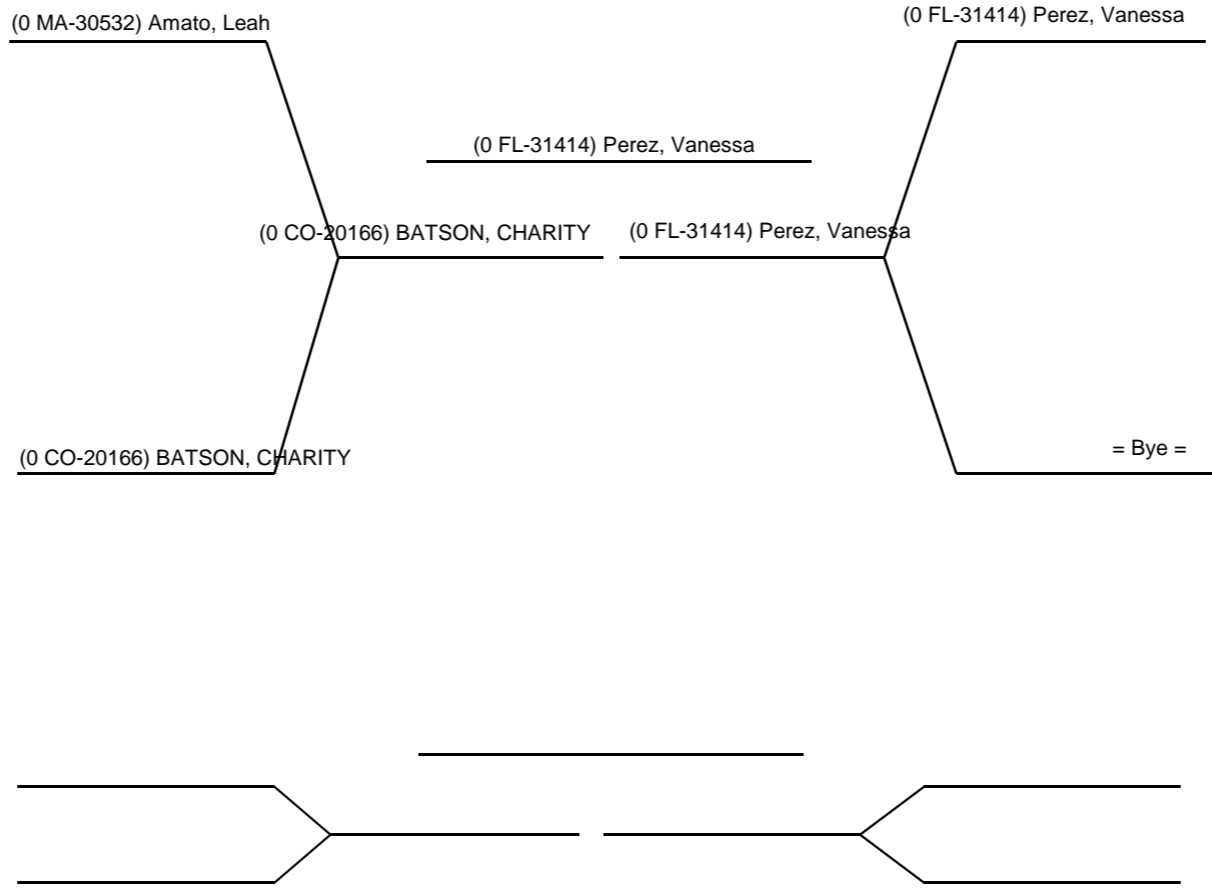 (0 MA-30532) Amato, Leah
(0 FL-31414) Perez, Vanessa
(0 FL-31414) Perez, Vanessa
(0 CO-20166) BATSON, CHARITY
(0 FL-31414) Perez, Vanessa
(0 CO-20166) BATSON, CHARITY
= Bye =